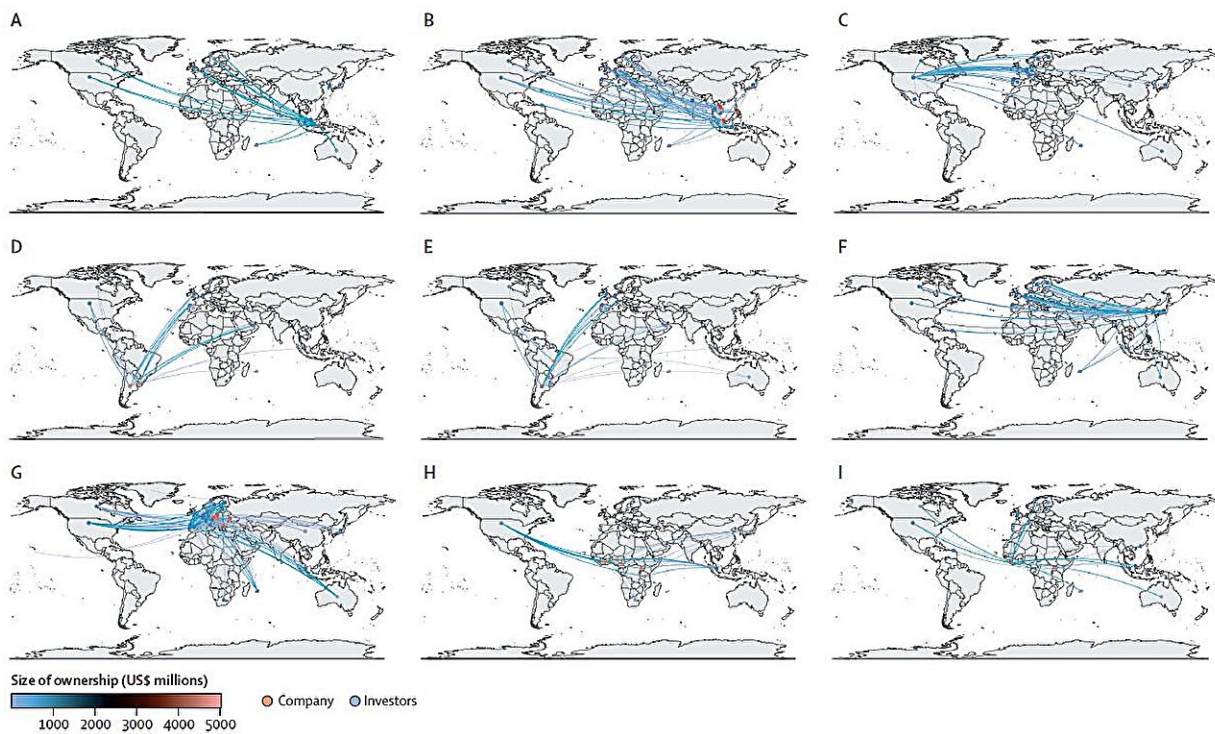 A B C
D E F
G H I
Size of ownership (US$ millions)
Company Investors
1000 2000 3000 4000 5000